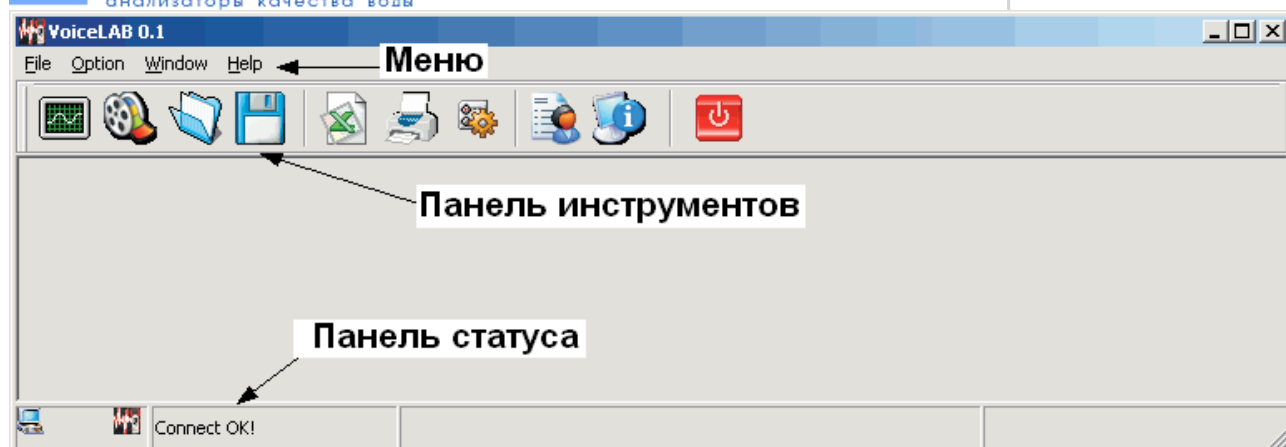 анализаторы качества воды
VoiceLAB 0.1
File Option Window Help
Меню
Панель инструментов
Панель статуса
Connect OK!